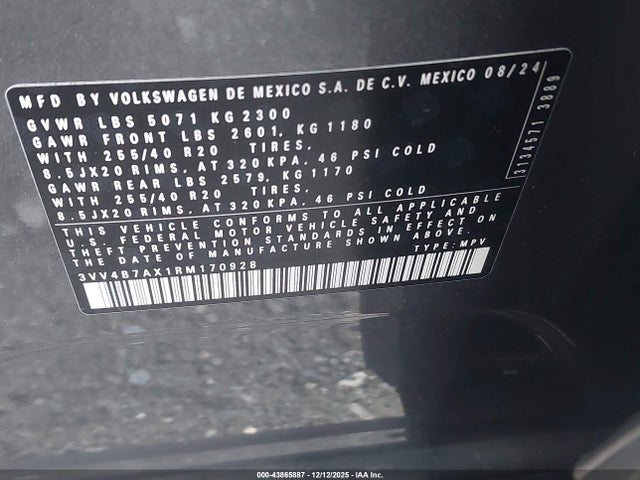 MFD BY VOLKSWAGEN DE MEXICO S.A. DE C.V. MEXICO 08/24
GVWR LBS 5071 KG 2300
GAWR FRONT LBS 2601, KG 1180
WITH 255/40 R20 TIRES,
8.5JX20 RIMS, AT 320 KPA, 46 PSI COLD
GAWR REAR LBS 2579, KG 1170
WITH 255/40 R20 TIRES,
8.5JX20 RIMS, AT 320 KPA, 46 PSI COLD
THIS VEHICLE CONFORMS TO ALL APPLICABLE
U.S. FEDERAL MOTOR VEHICLE SAFETY AND
THEFT PREVENTION STANDARDS IN EFFECT ON
THE DATE OF MANUFACTURE SHOWN ABOVE.
3VV4B7AX1RM170928 TYPE: MPV
3134571 3889
000-43865887 - 12/12/2025 - IAA Inc.